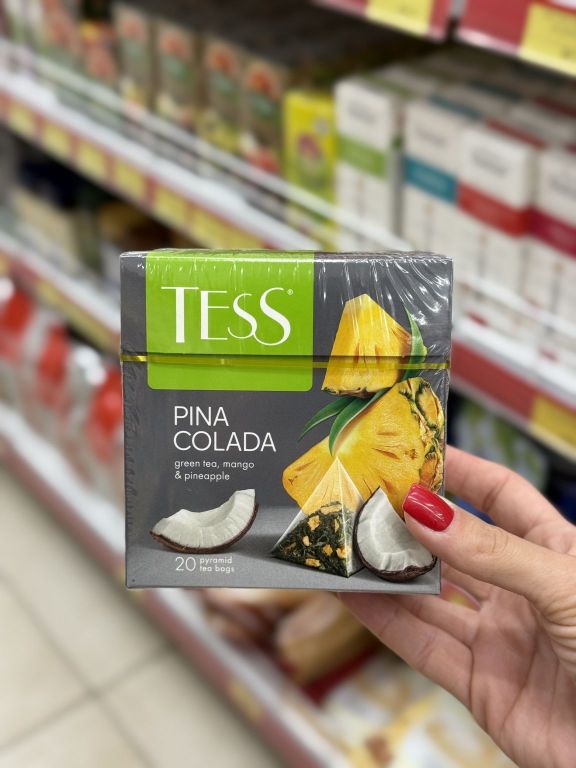 TESS®
PINA
COLADA
green tea, mango
& pineapple
20 pyramid
tea bags